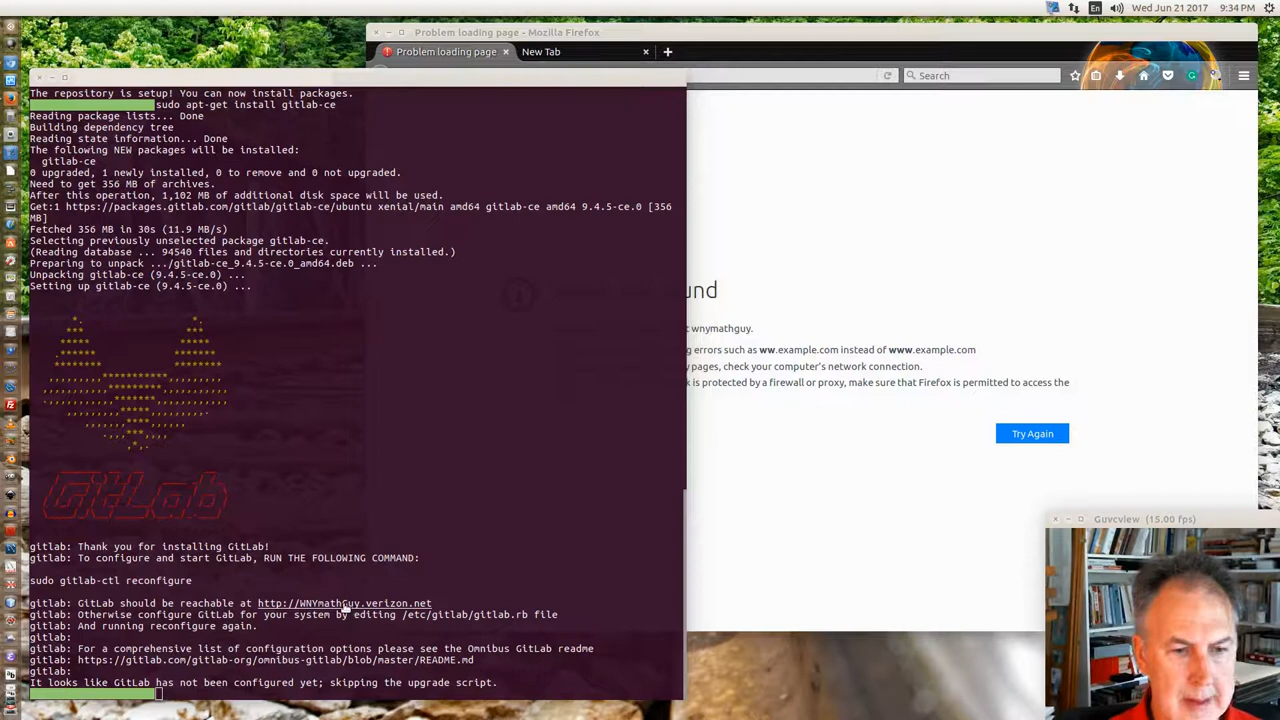 En
Wed Jun 21 2017
9:34 PM
Problem loading page - Mozilla Firefox
Problem loading page
New Tab
Search
The repository is setup! You can now install packages.
sudo apt-get install gitlab-ce
Reading package lists... Done
Building dependency tree
Reading state information... Done
The following NEW packages will be installed:
gitlab-ce
0 upgraded, 1 newly installed, 0 to remove and 0 not upgraded.
Need to get 356 MB of archives.
After this operation, 1,102 MB of additional disk space will be used.
Get:1 https://packages.gitlab.com/gitlab/gitlab-ce/ubuntu xenial/main amd64 gitlab-ce amd64 9.4.5-ce.0 [356
MB]
Fetched 356 MB in 30s (11.9 MB/s)
Selecting previously unselected package gitlab-ce.
(Reading database ... 94540 files and directories currently installed.)
Preparing to unpack .../gitlab-ce_9.4.5-ce.0_amd64.deb ...
Unpacking gitlab-ce (9.4.5-ce.0) ...
Setting up gitlab-ce (9.4.5-ce.0) ...
GitLab
gitlab: Thank you for installing GitLab!
gitlab: To configure and start GitLab, RUN THE FOLLOWING COMMAND:
sudo gitlab-ctl reconfigure
gitlab: GitLab should be reachable at http://WNYmathGuy.verizon.net
gitlab: Otherwise configure GitLab for your system by editing /etc/gitlab/gitlab.rb file
gitlab: And running reconfigure again.
gitlab:
gitlab: For a comprehensive list of configuration options please see the Omnibus GitLab readme
gitlab: https://gitlab.com/gitlab-org/omnibus-gitlab/blob/master/README.md
gitlab:
It looks like GitLab has not been configured yet; skipping the upgrade script.
und
wnymathguy.
errors such as ww.example.com instead of www.example.com
pages, check your computer's network connection.
is protected by a firewall or proxy, make sure that Firefox is permitted to access the
Try Again
Guvcview (15.00 fps)